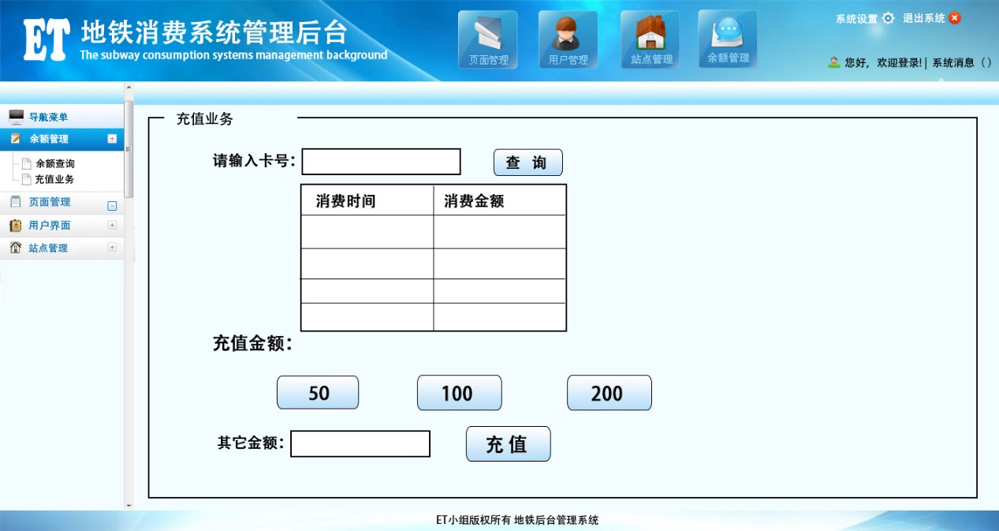 ET 地铁消费系统管理后台
The subway consumption systems management background
页面管理
用户管理
站点管理
余额管理
系统设置 退出系统
您好，欢迎登录!| 系统消息（）
导航菜单
余额管理
余额查询
充值业务
页面管理
用户界面
站点管理
充值业务
请输入卡号： 查 询
消费时间 消费金额
充值金额：
50 100 200
其它金额： 充 值
ET小组版权所有 地铁后台管理系统